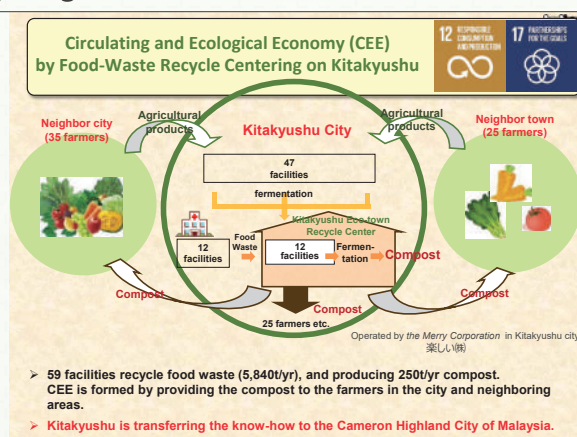 Circulating and Ecological Economy (CEE)
by Food-Waste Recycle Centering on Kitakyushu
12 RESPONSIBLE
CONSUMPTION
AND PRODUCTION
17 PARTNERSHIPS
FOR THE GOALS
Neighbor city
(35 farmers)
Agricultural
products
Kitakyushu City
Agricultural
products
Neighbor town
(25 farmers)
47
facilities
fermentation
Kitakyushu Eco-town
Recycle Center
12
facilities
Food
Waste
12
facilities
Fermen-
tation
Compost
Compost
Compost
Compost
25 farmers etc.
Operated by the Merry Corporation in Kitakyushu city
楽しい㈱
➢ 59 facilities recycle food waste (5,840t/yr), and producing 250t/yr compost.
CEE is formed by providing the compost to the farmers in the city and neighboring
areas.
➢ Kitakyushu is transferring the know-how to the Cameron Highland City of Malaysia.